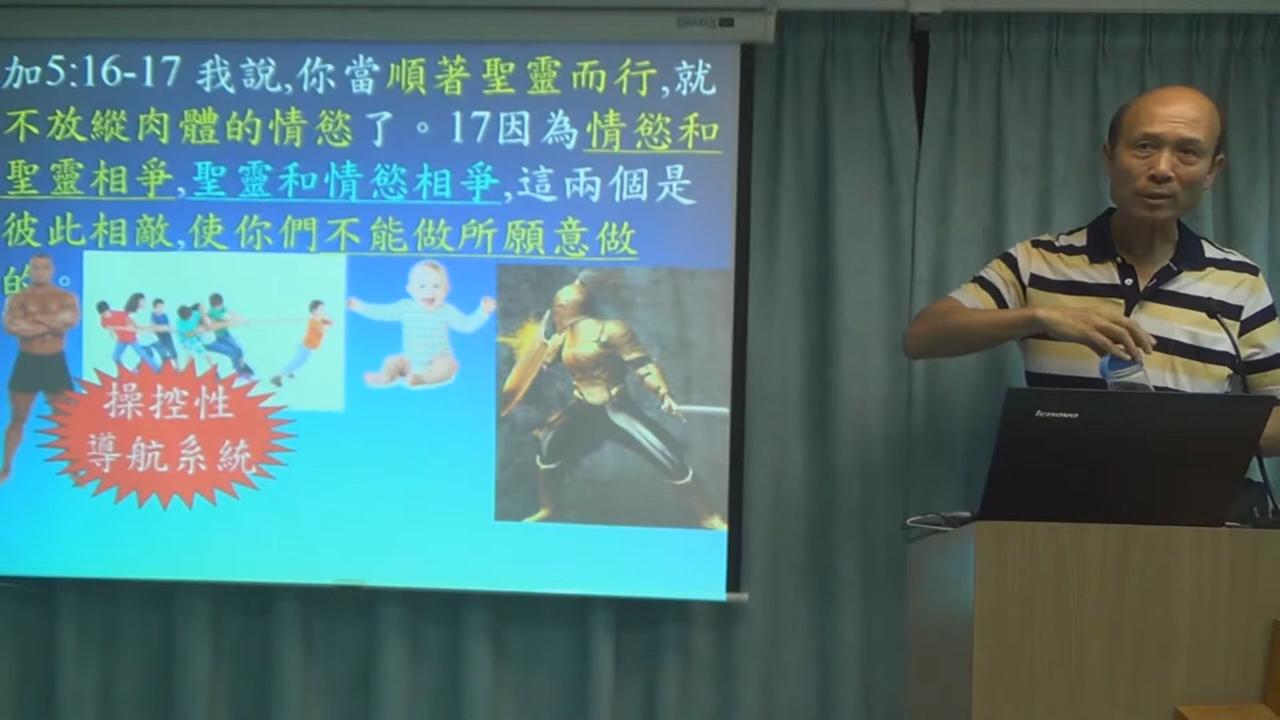 加5:16-17 我說,你當順著聖靈而行,就
不放縱肉體的情慾了。17因為情慾和
聖靈相爭,聖靈和情慾相爭,這兩個是
彼此相敵,使你們不能做所願意做
的。
操控性
導航系統
lenovo